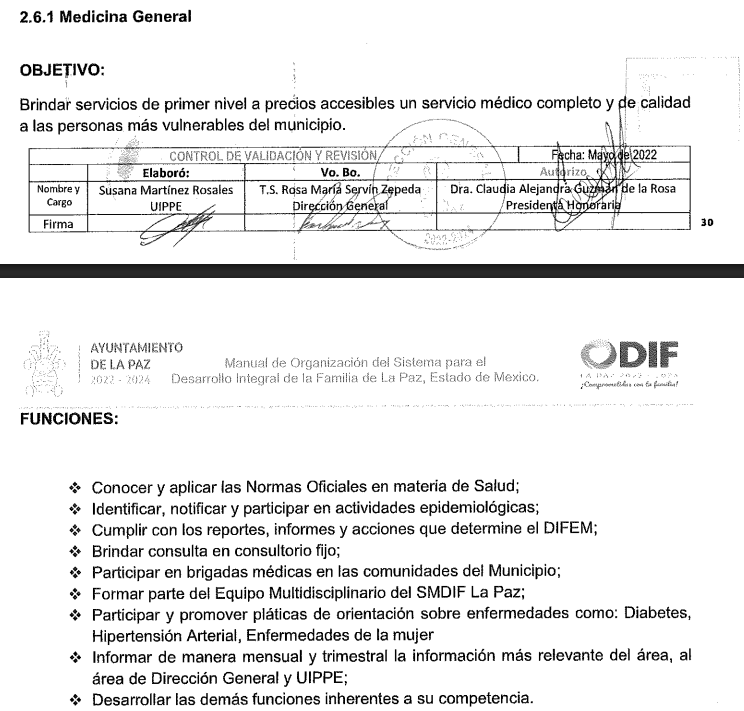 2.6.1 Medicina General
OBJETIVO:
Brindar servicios de primer nivel a precios accesibles un servicio médico completo y de calidad
a las personas más vulnerables del municipio.
CONTROL DE VALIDACIÓN Y REVISIÓN Fecha: Mayo de 2022
Elaboró: Vo. Bo. Autorizo
Nombre y Cargo Susana Martínez Rosales UIPPE T.S. Rosa María Servín Zepeda Dirección General Dra. Claudia Alejandra Guzmán de la Rosa Presidenta Honoraria
Firma
2022-2024
30
AYUNTAMIENTO
DE LA PAZ
2022 - 2024
Manual de Organización del Sistema para el
Desarrollo Integral de la Familia de La Paz, Estado de Mexico.
DIF
LA PAZ 2022 - 2024
¡Comprometidos con la familia!
FUNCIONES:
❖ Conocer y aplicar las Normas Oficiales en materia de Salud;
❖ Identificar, notificar y participar en actividades epidemiológicas;
❖ Cumplir con los reportes, informes y acciones que determine el DIFEM;
❖ Brindar consulta en consultorio fijo;
❖ Participar en brigadas médicas en las comunidades del Municipio;
❖ Formar parte del Equipo Multidisciplinario del SMDIF La Paz;
❖ Participar y promover pláticas de orientación sobre enfermedades como: Diabetes,
Hipertensión Arterial, Enfermedades de la mujer
❖ Informar de manera mensual y trimestral la información más relevante del área, al
área de Dirección General y UIPPE;
❖ Desarrollar las demás funciones inherentes a su competencia.